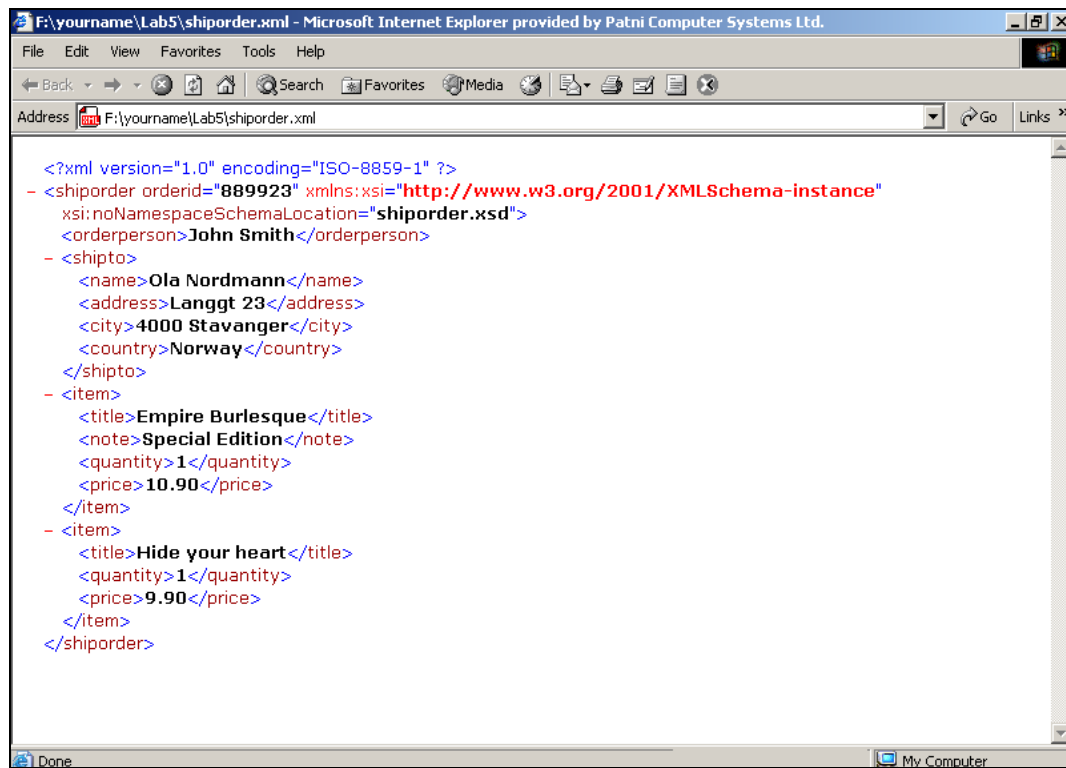 F:\yourname\Lab5\shiporder.xml - Microsoft Internet Explorer provided by Patni Computer Systems Ltd.
File Edit View Favorites Tools Help
Back Search Favorites Media
Address F:\yourname\Lab5\shiporder.xml Go Links »
<?xml version="1.0" encoding="ISO-8859-1" ?>
- <shiporder orderid="889923" xmlns:xsi="http://www.w3.org/2001/XMLSchema-instance"
xsi:noNamespaceSchemaLocation="shiporder.xsd">
<orderperson>John Smith</orderperson>
- <shipto>
<name>Ola Nordmann</name>
<address>Langgt 23</address>
<city>4000 Stavanger</city>
<country>Norway</country>
</shipto>
- <item>
<title>Empire Burlesque</title>
<note>Special Edition</note>
<quantity>1</quantity>
<price>10.90</price>
</item>
- <item>
<title>Hide your heart</title>
<quantity>1</quantity>
<price>9.90</price>
</item>
</shiporder>
Done My Computer